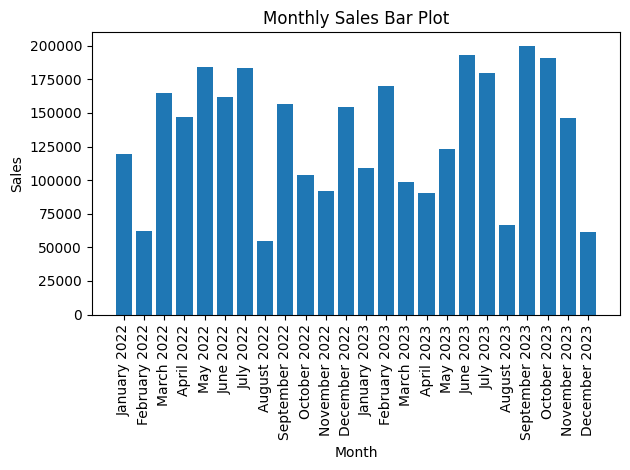 Monthly Sales Bar Plot
200000
175000
150000
125000
100000
75000
50000
25000
0
Sales
January 2022
February 2022
March 2022
April 2022
May 2022
June 2022
July 2022
August 2022
September 2022
October 2022
November 2022
December 2022
January 2023
February 2023
March 2023
April 2023
May 2023
June 2023
July 2023
August 2023
September 2023
October 2023
November 2023
December 2023
Month